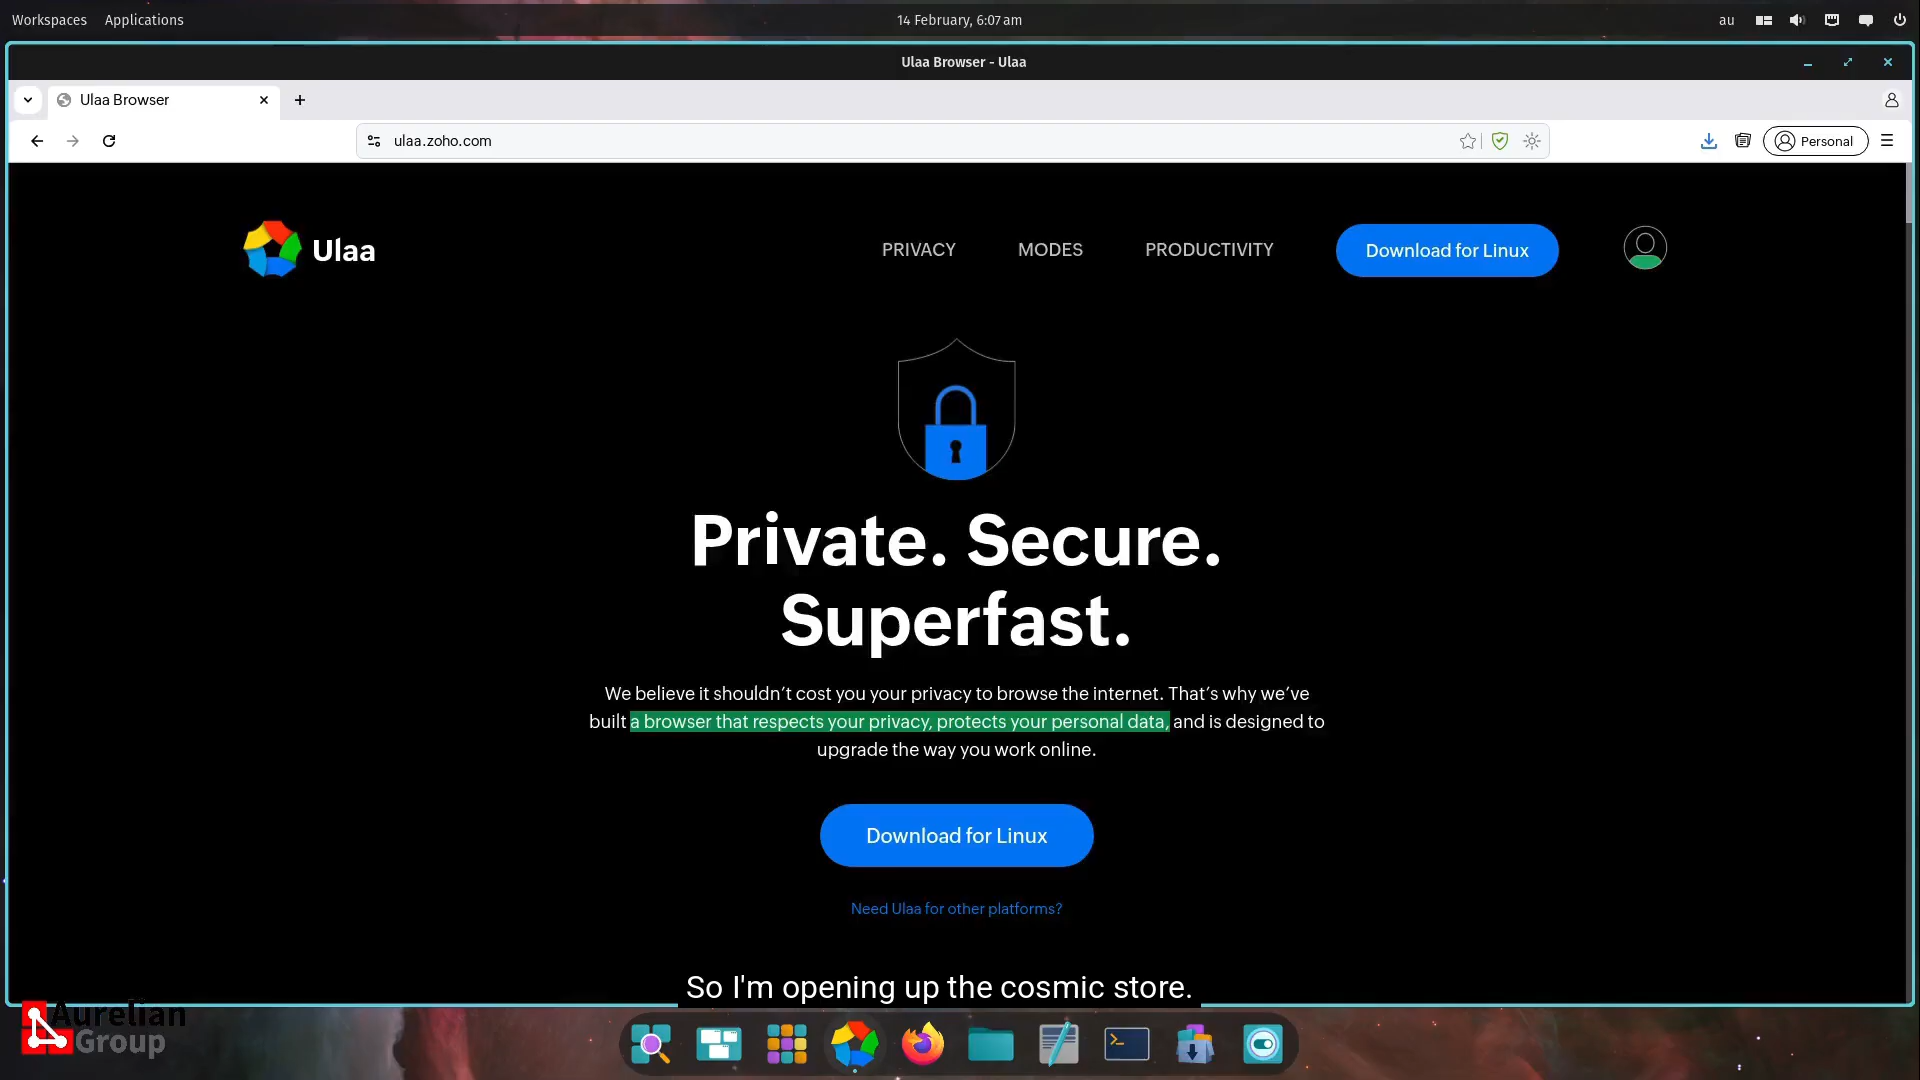 Workspaces Applications 14 February, 6:07 am au
Ulaa Browser - Ulaa
Ulaa Browser
ulaa.zoho.com Personal
Ulaa PRIVACY MODES PRODUCTIVITY Download for Linux
Private. Secure.
Superfast.
We believe it shouldn’t cost you your privacy to browse the internet. That’s why we’ve
built a browser that respects your privacy, protects your personal data, and is designed to
upgrade the way you work online.
Download for Linux
Need Ulaa for other platforms?
So I'm opening up the cosmic store.
Aurelian
Group